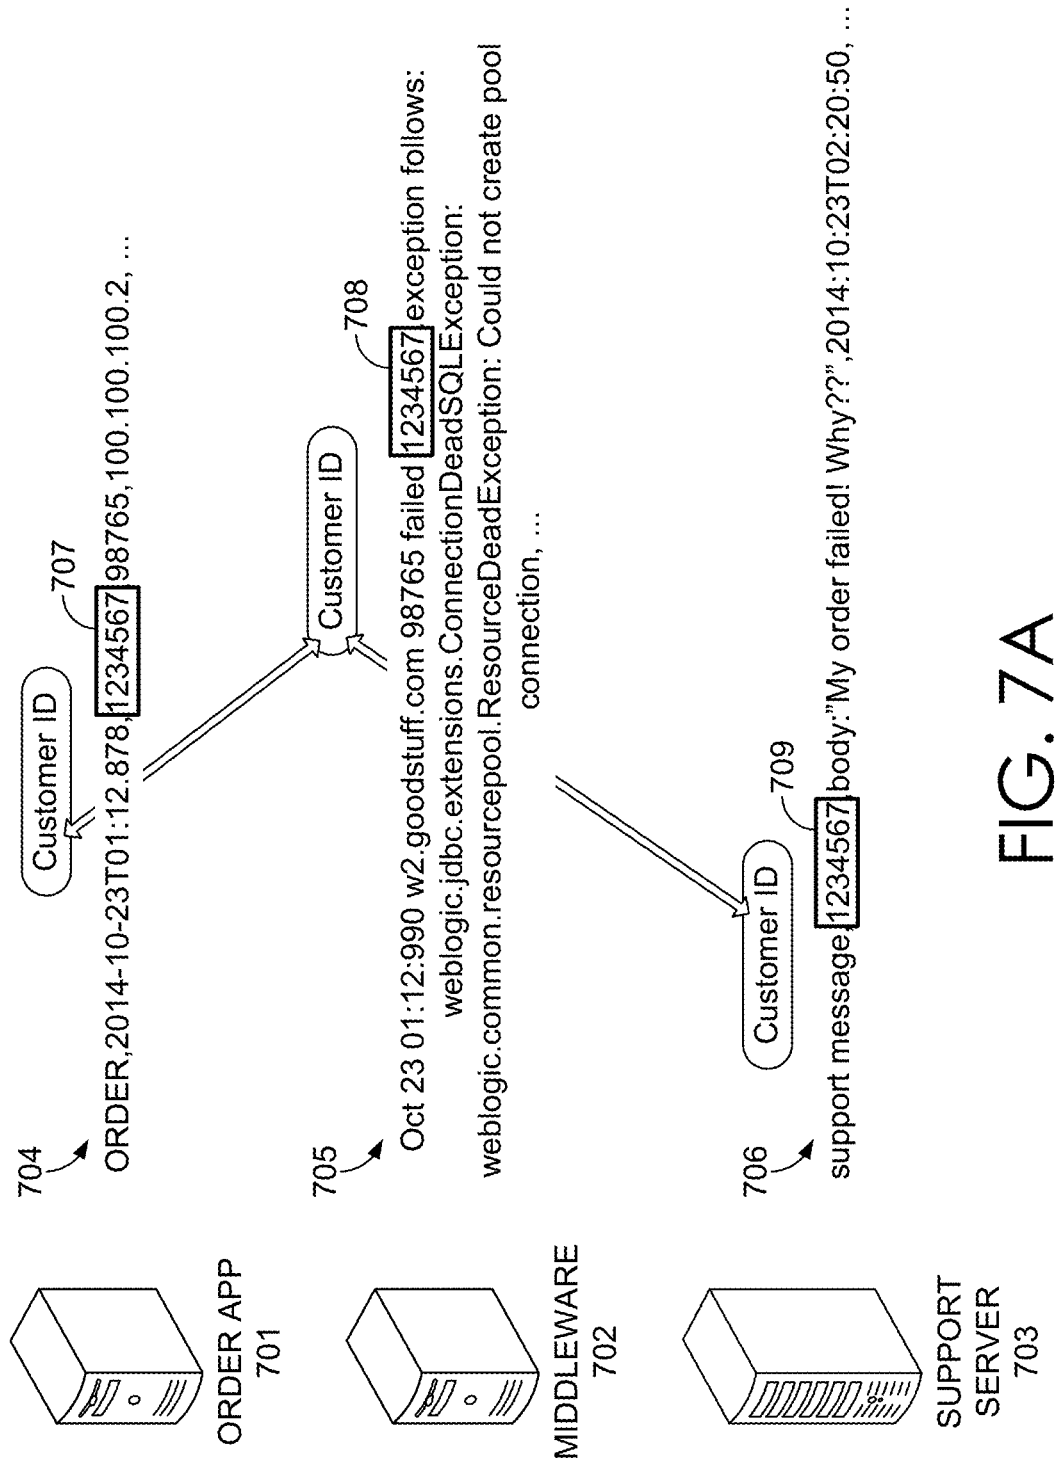 704
Customer ID
707
ORDER,2014-10-23T01:12.878,1234567,98765,100.100.100.2, ...
ORDER APP
701
705
Customer ID
708
Oct 23 01:12:990 w2.goodstuff.com 98765 failed 1234567,exception follows:
weblogic.jdbc.extensions.ConnectionDeadSQLException:
weblogic.common.resourcepool.ResourceDeadException: Could not create pool
connection, ...
MIDDLEWARE
702
706
Customer ID
709
support message,1234567,body:"My order failed! Why??",2014:10:23T02:20:50, ...
SUPPORT
SERVER
703
FIG. 7A